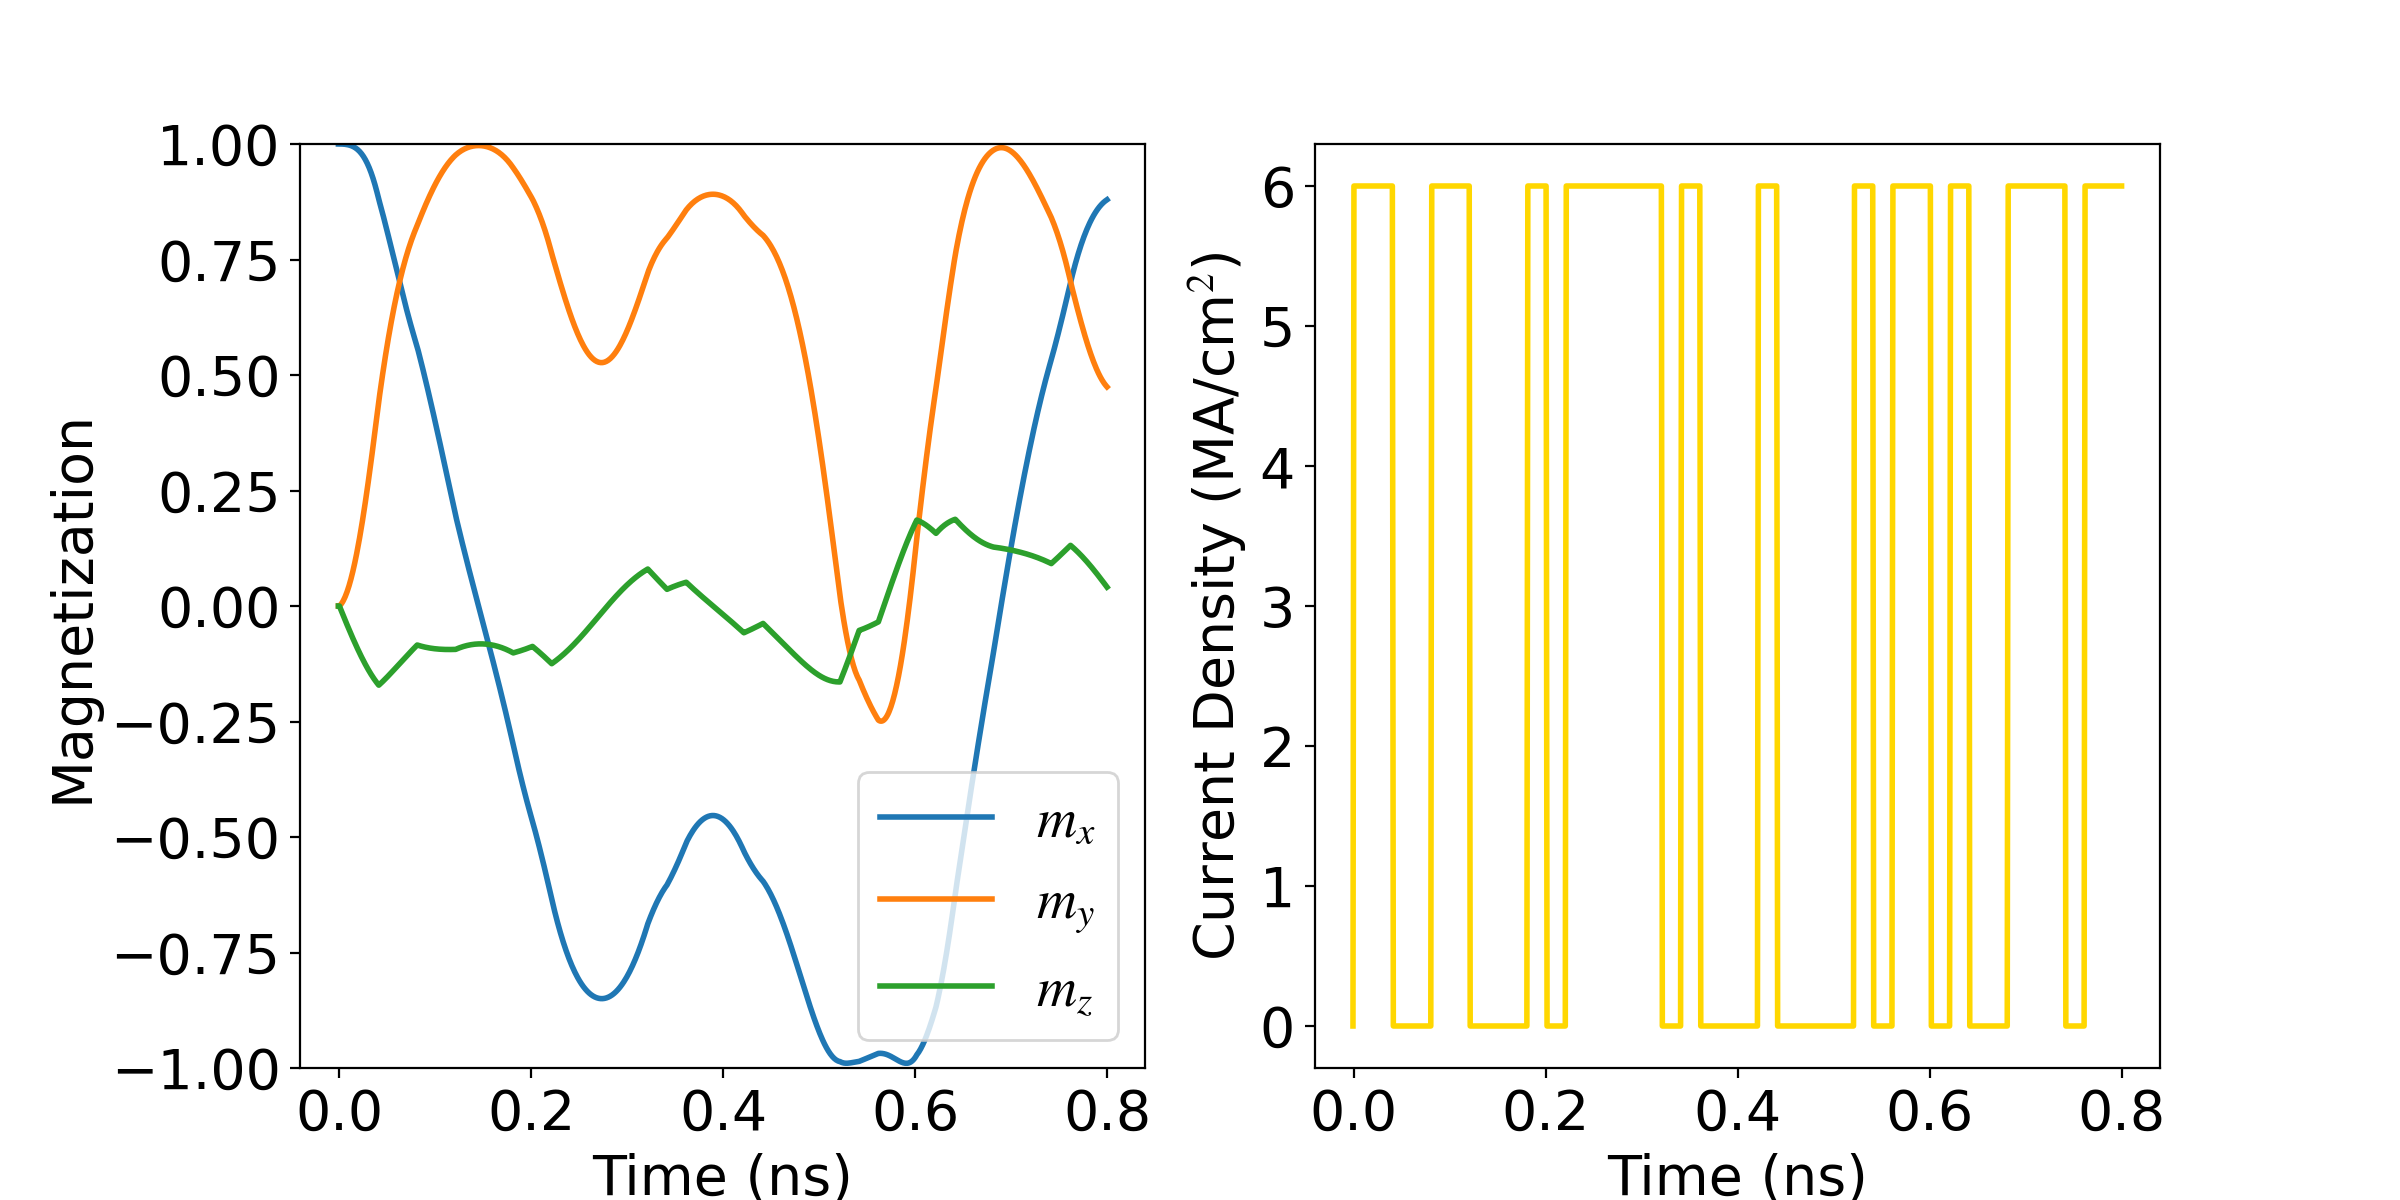 1.00
0.75
0.50
0.25
0.00
−0.25
−0.50
−0.75
−1.00
Magnetization
0.0 0.2 0.4 0.6 0.8
Time (ns)
m_x
m_y
m_z
6
5
4
3
2
1
0
Current Density (MA/cm²)
0.0 0.2 0.4 0.6 0.8
Time (ns)